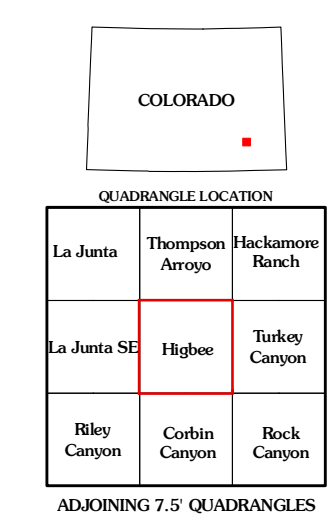 COLORADO
QUADRANGLE LOCATION
La Junta
Thompson
Arroyo
Hackamore
Ranch
La Junta SE
Higbee
Turkey
Canyon
Riley
Canyon
Corbin
Canyon
Rock
Canyon
ADJOINING 7.5' QUADRANGLES